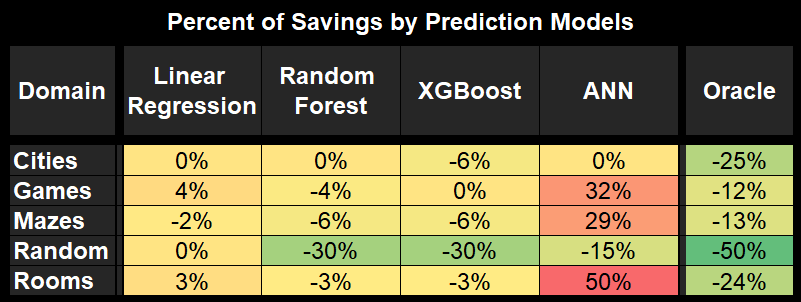 Percent of Savings by Prediction Models
Domain Linear Regression Random Forest XGBoost ANN Oracle
Cities 0% 0% -6% 0% -25%
Games 4% -4% 0% 32% -12%
Mazes -2% -6% -6% 29% -13%
Random 0% -30% -30% -15% -50%
Rooms 3% -3% -3% 50% -24%